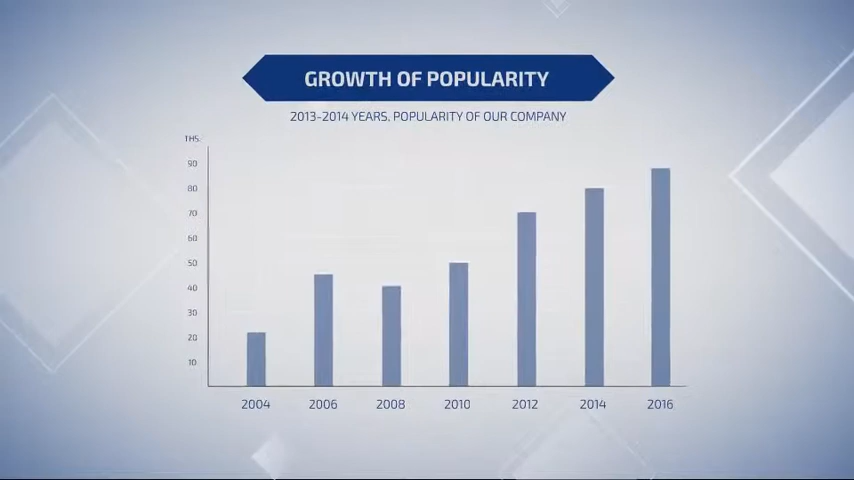 GROWTH OF POPULARITY
2013-2014 YEARS. POPULARITY OF OUR COMPANY
THS.
90
80
70
60
50
40
30
20
10
2004 2006 2008 2010 2012 2014 2016